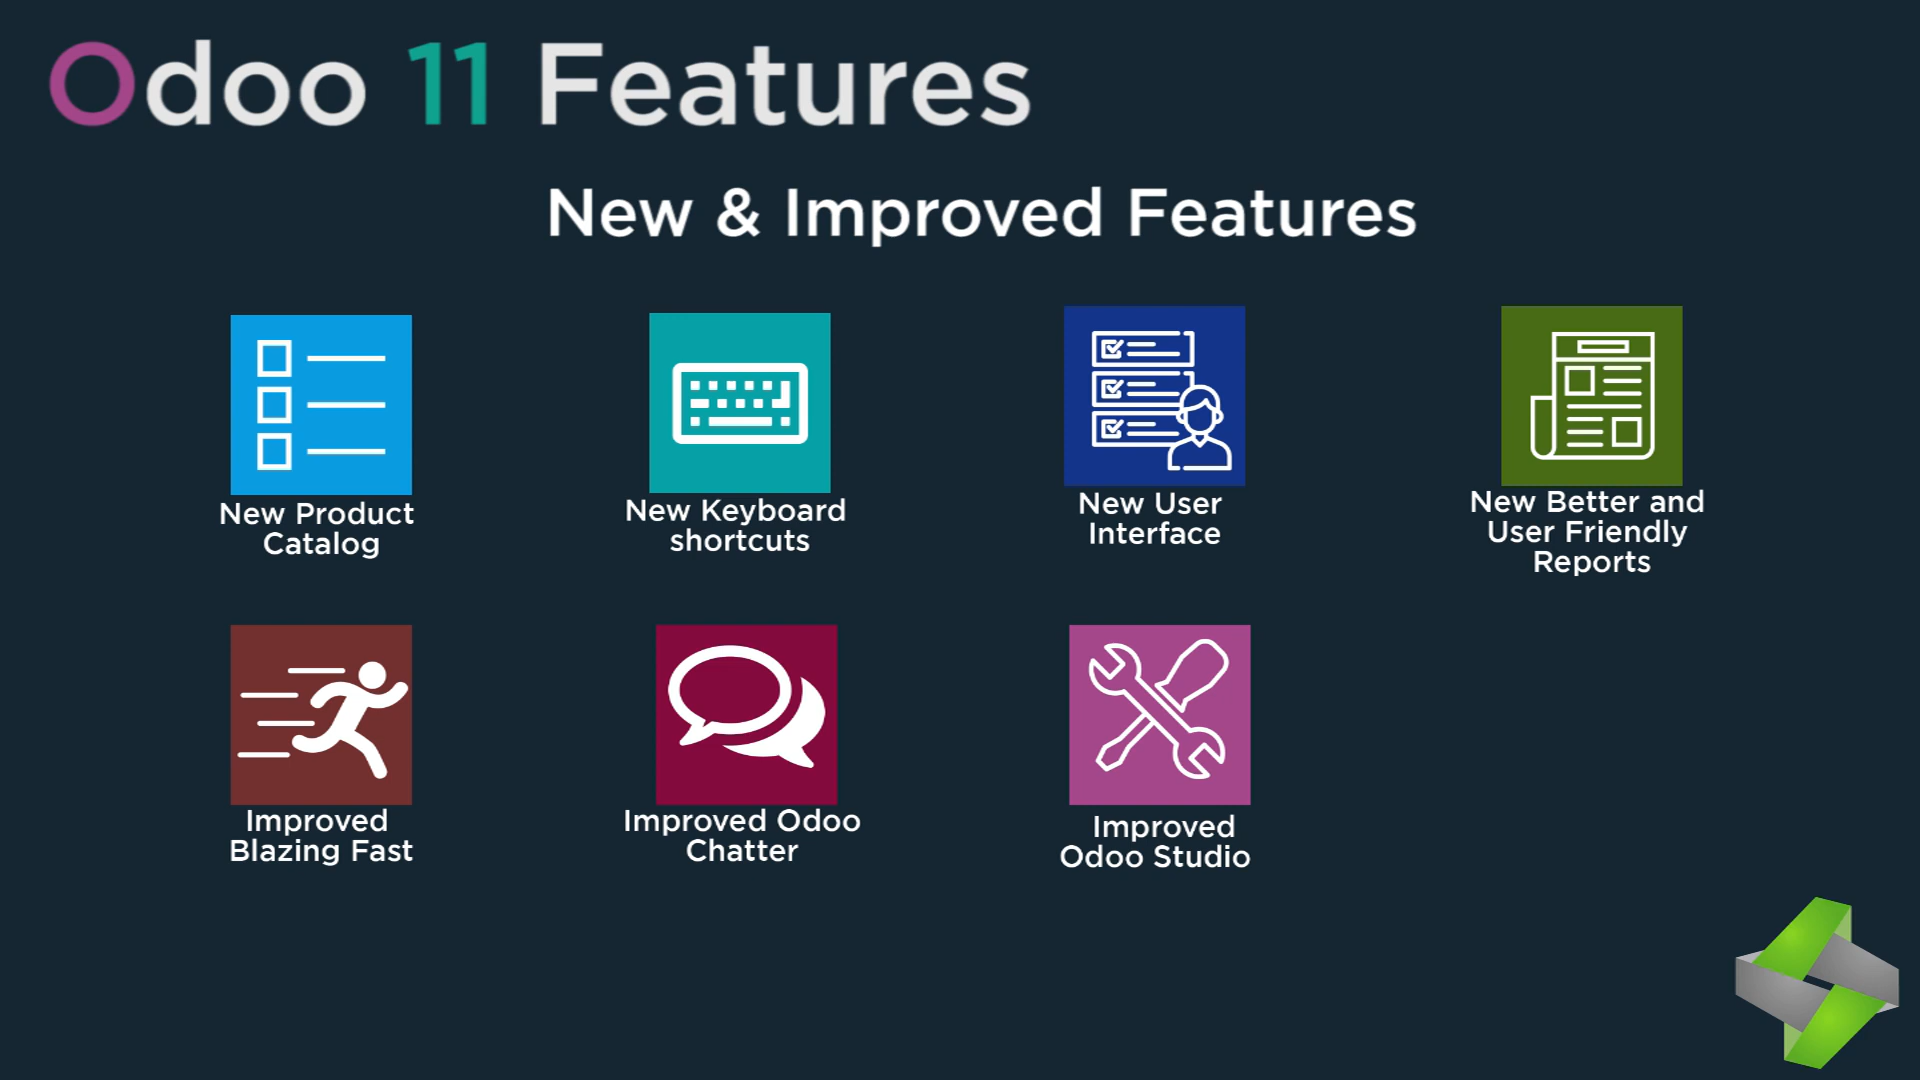 Odoo 11 Features
New & Improved Features
New Product
Catalog
New Keyboard
shortcuts
New User
Interface
New Better and
User Friendly
Reports
Improved
Blazing Fast
Improved Odoo
Chatter
Improved
Odoo Studio